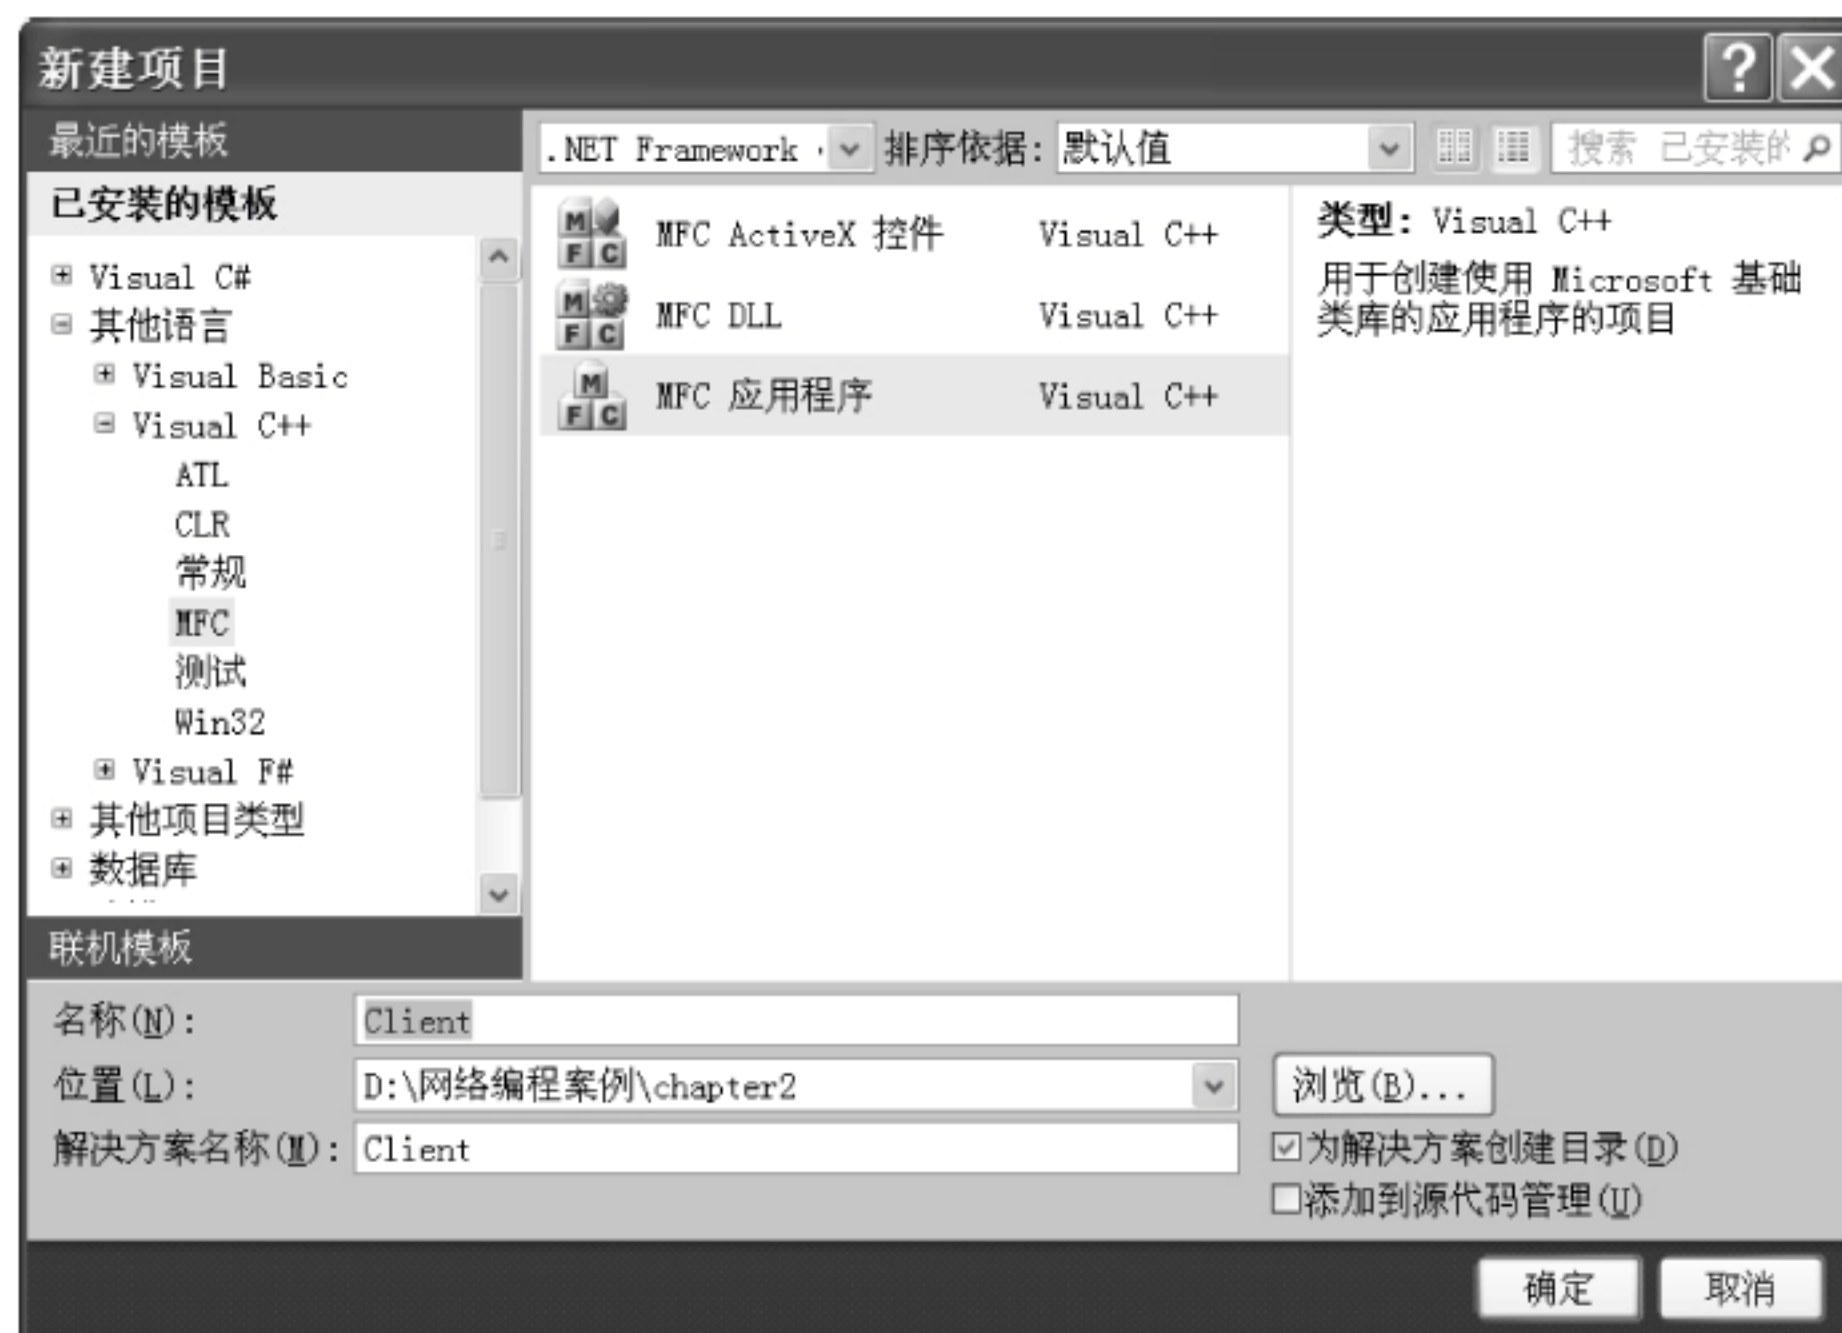 新建项目
最近的模板
.NET Framework
排序依据: 默认值
搜索 已安装的
已安装的模板
Visual C#
其他语言
Visual Basic
Visual C++
ATL
CLR
常规
MFC
测试
Win32
Visual F#
其他项目类型
数据库
联机模板
MFC ActiveX 控件 Visual C++
MFC DLL Visual C++
MFC 应用程序 Visual C++
类型: Visual C++
用于创建使用 Microsoft 基础
类库的应用程序的项目
名称(N): Client
位置(L): D:\网络编程案例\chapter2 浏览(B)...
解决方案名称(M): Client
为解决方案创建目录(D)
添加到源代码管理(U)
确定 取消